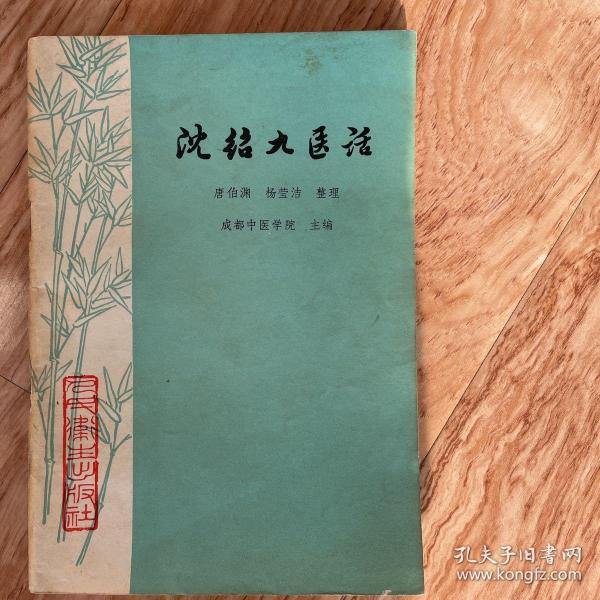 沈绍九医话
唐伯渊 杨莹洁 整理
成都中医学院 主编
人民卫生出版社
孔夫子旧书网
www.kongfz.com